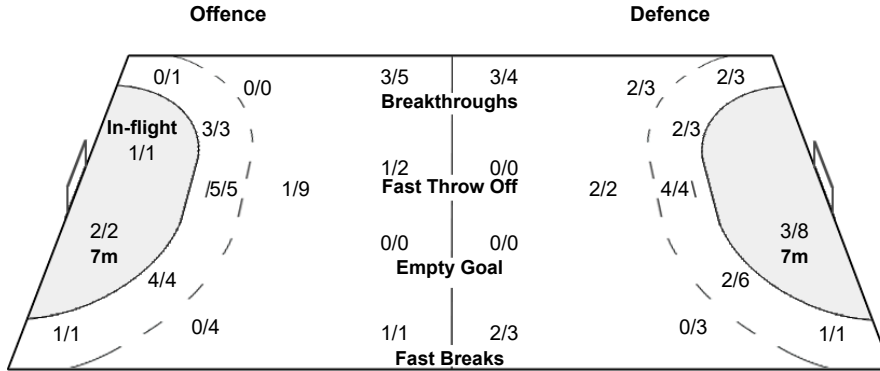 Offence Defence
0/1 0/0 3/5 3/4 2/3 2/3
Breakthroughs
In-flight 3/3 2/3
1/1
1/2 0/0
5/5 1/9 Fast Throw Off 2/2 4/4
2/2 3/8
7m 0/0 0/0 7m
Empty Goal
4/4 2/6
1/1 0/4 1/1 2/3 0/3 1/1
Fast Breaks